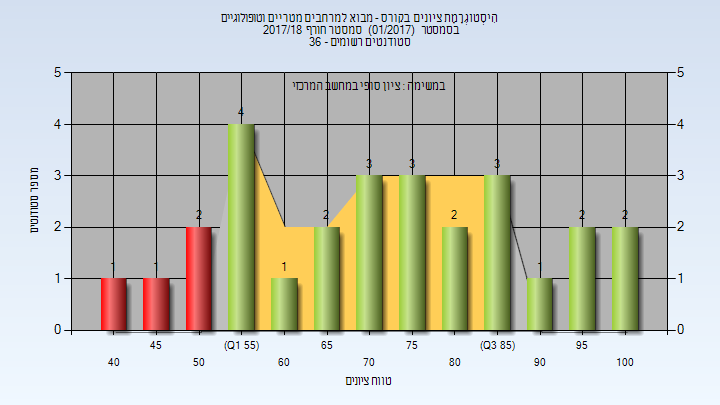 הִיסְטוֹגְרָמַת ציונים בקורס - מבוא למרחבים מטריים וטופולוגיים
בסמסטר (01/2017) סמסטר חורף 2017/18
סטודנטים רשומים - 36
במשימה : ציון סופי במחשב המרכזי
מספר סטודנטים
5 5
4 4
3 3
2 2
1 1
0 0
1 1 2 4 1 2 3 3 2 3 1 2 2
45 (Q1 55) 65 75 (Q3 85) 95
40 50 60 70 80 90 100
טווח ציונים